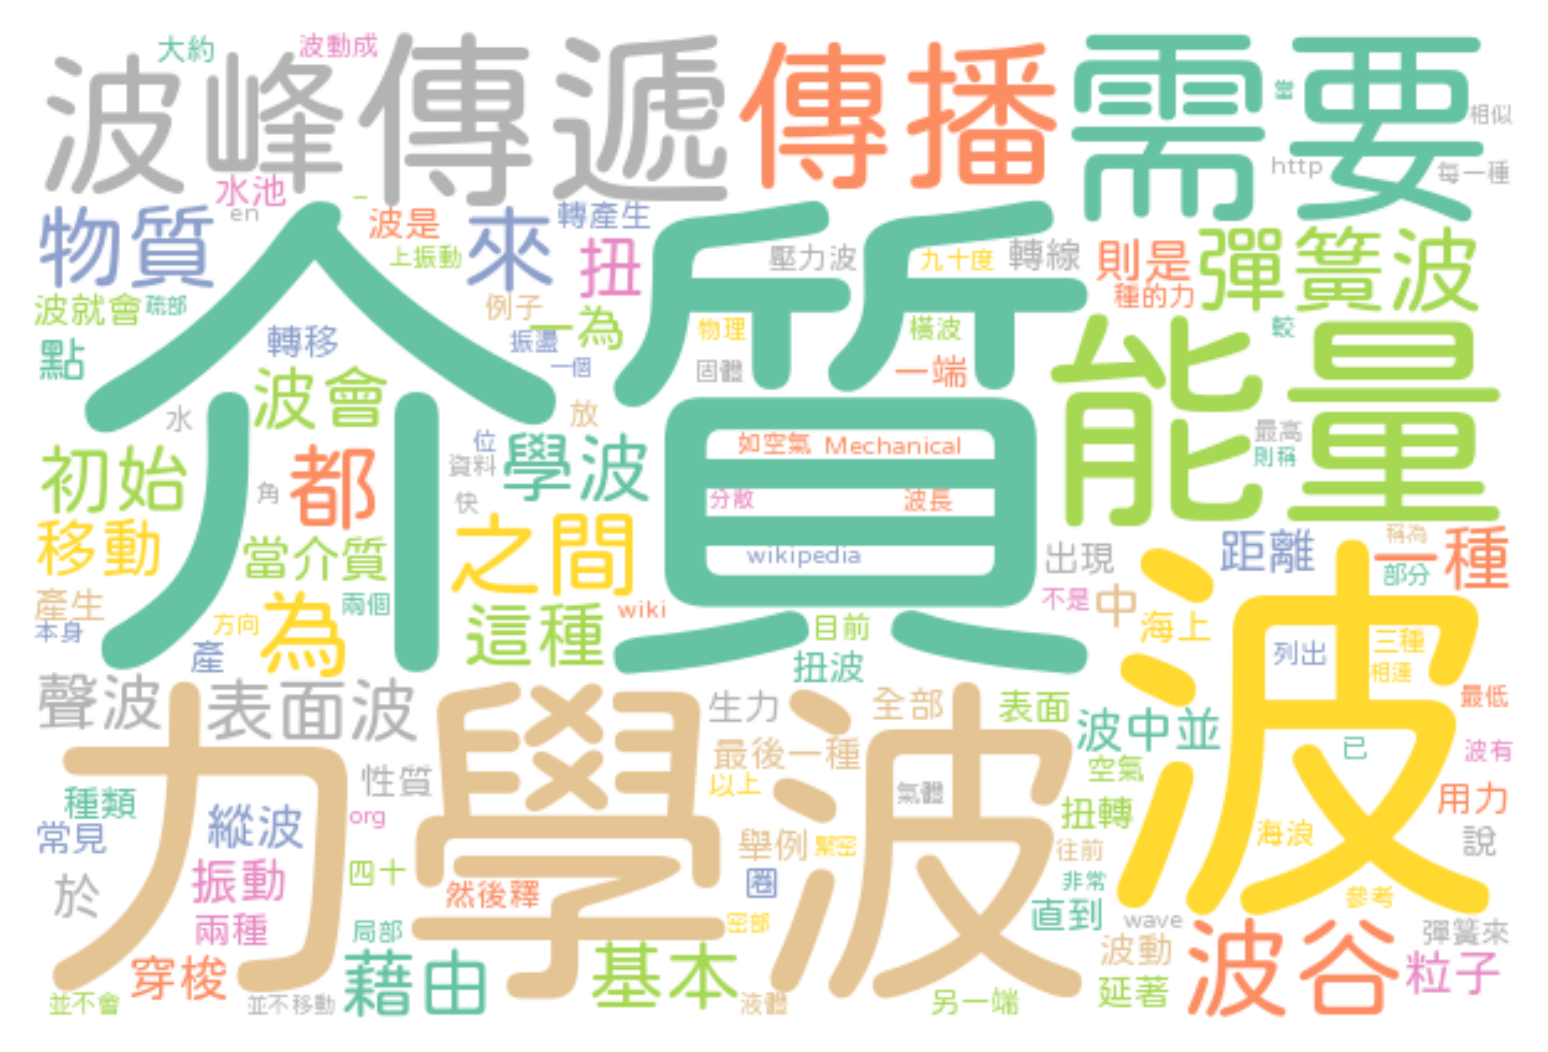 大約
波動成
波峰
傳遞
傳播
需要
相似
http
每一種
水池
en
物質
波是
來
轉產生
上振動
扭
壓力波
九十度
轉線
則是
種的力
彈簧波
介質
波就會
琉部
例子
一為
點
轉移
振盪
一個
物理
橫波
較
固體
一端
能量
波會
水
放
位
學波
資料
快
如空氣
Mechanical
最高
則稱
初始
角
都
分散
波長
移動
當介質
之間
wikipedia
出現
距離
稱為
一種
部分
產生
本身
兩個
方向
為
產
這種
wiki
目前
扭波
不是
中
海上
列出
三種
最低
波
聲波
表面波
力學波
生力
全部
表面
波中並
已
波有
最後一種
以上
空氣
性質
種類
常見
縱波
org
氣體
扭轉
用力
舉例
緊密
往前
海浪
說
振動
四十
然後釋
圈
非常
參考
於
兩種
局部
密部
直到
wave
彈簧來
穿梭
藉由
基本
波動
波谷
粒子
並不會
並不移動
液體
另一端
延著